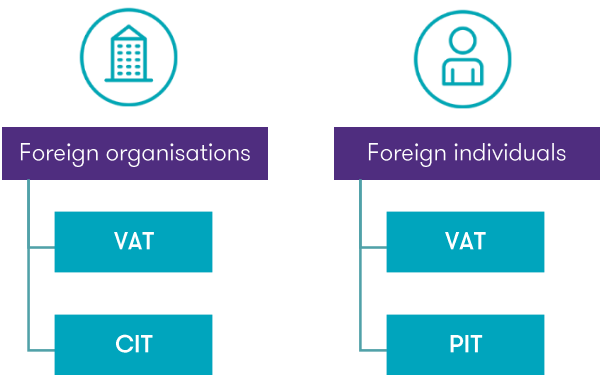 Foreign organisations
VAT
CIT
Foreign individuals
VAT
PIT